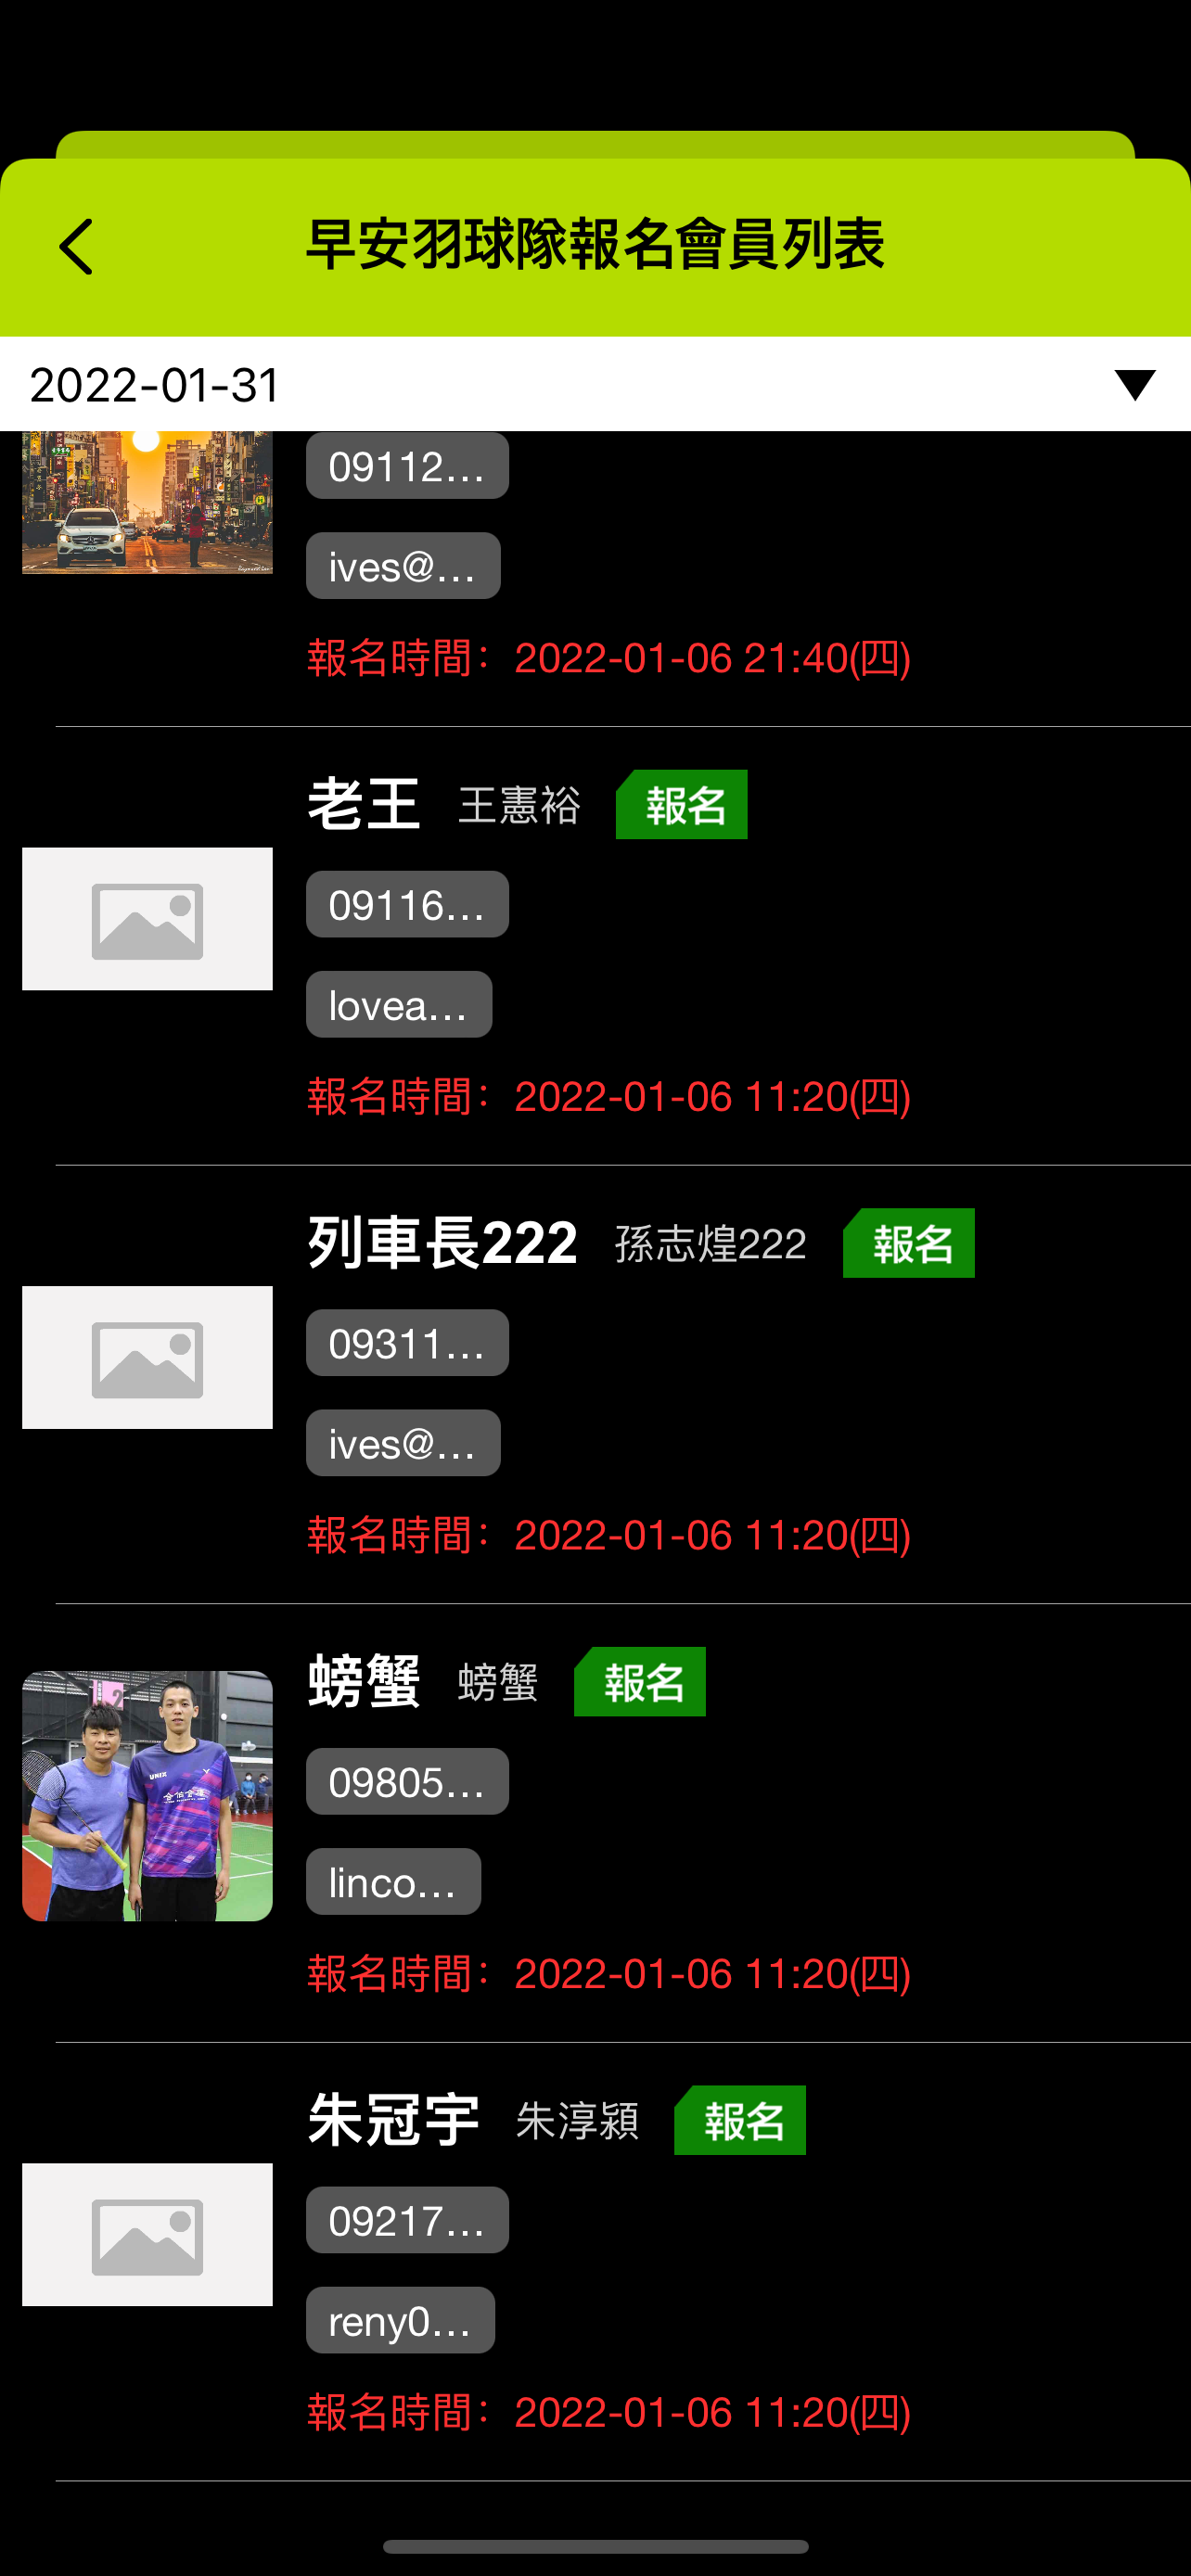 早安羽球隊報名會員列表
2022-01-31
09112...
ives@...
報名時間：2022-01-06 21:40(四)
老王 王憲裕 報名
09116...
lovea...
報名時間：2022-01-06 11:20(四)
列車長222 孫志煌222 報名
09311...
ives@...
報名時間：2022-01-06 11:20(四)
螃蟹 螃蟹 報名
2
UNIX
09805...
linco...
報名時間：2022-01-06 11:20(四)
朱冠宇 朱淳潁 報名
09217...
reny0...
報名時間：2022-01-06 11:20(四)